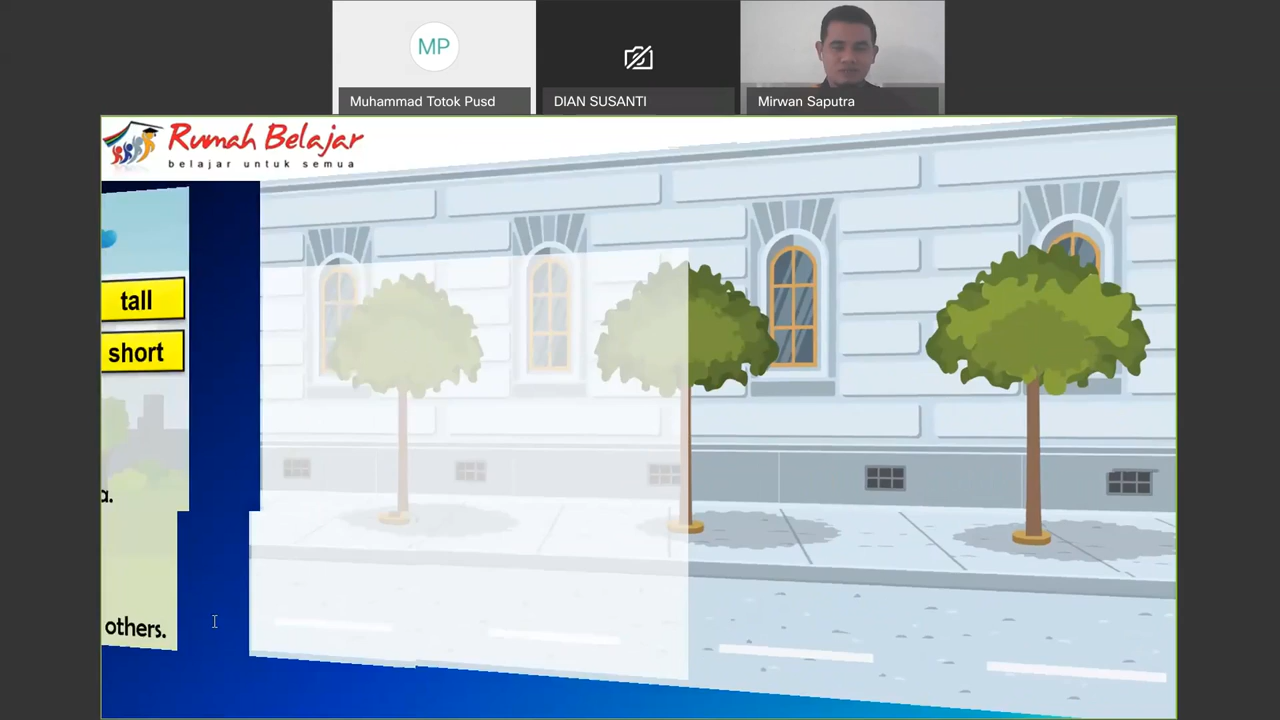 MP
Muhammad Totok Pusd
DIAN SUSANTI
Mirwan Saputra
Rumah Belajar
belajar untuk semua
tall
short
a.
others.